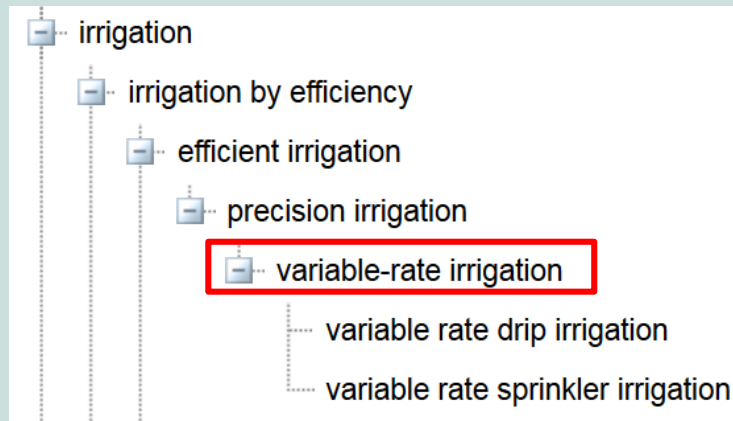 irrigation
irrigation by efficiency
efficient irrigation
precision irrigation
variable-rate irrigation
variable rate drip irrigation
variable rate sprinkler irrigation